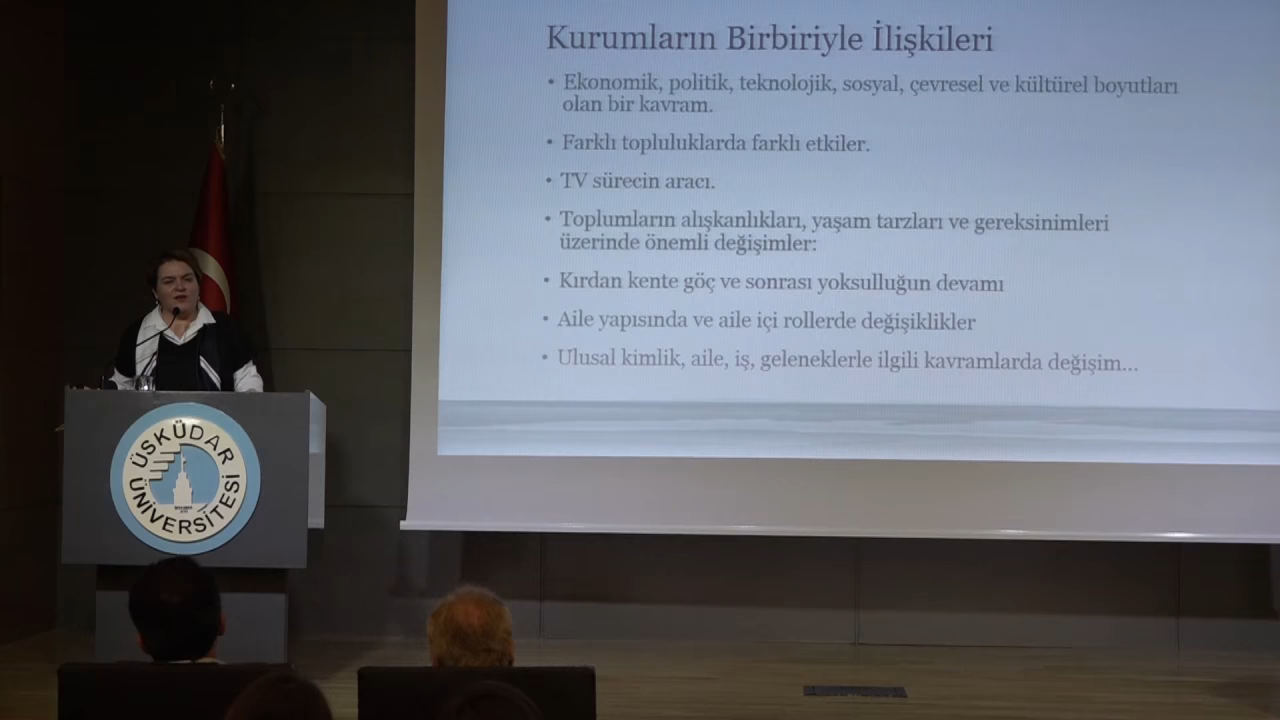 Kurumların Birbiriyle İlişkileri
• Ekonomik, politik, teknolojik, sosyal, çevresel ve kültürel boyutları
olan bir kavram.
• Farklı topluluklarda farklı etkiler.
• TV sürecin aracı.
• Toplumların alışkanlıkları, yaşam tarzları ve gereksinimleri
üzerinde önemli değişimler:
• Kırdan kente göç ve sonrası yoksulluğun devamı
• Aile yapısında ve aile içi rollerde değişiklikler
• Ulusal kimlik, aile, iş, geleneklerle ilgili kavramlarda değişim...
ÜSKÜDAR
ÜNİVERSİTESİ